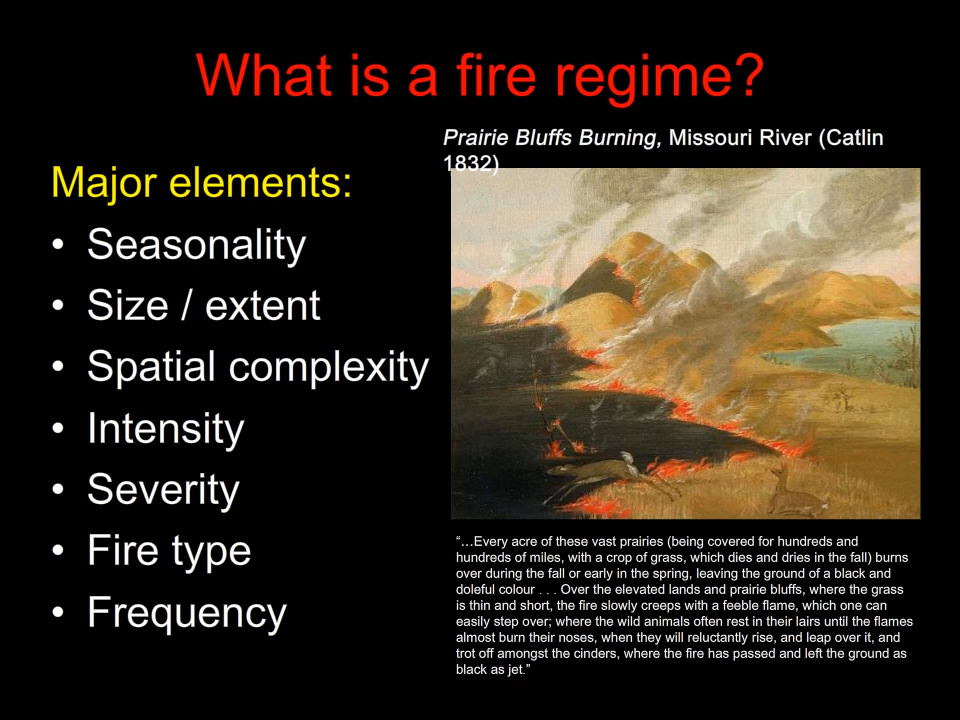 What is a fire regime?
Prairie Bluffs Burning, Missouri River (Catlin
1832)
Major elements:
• Seasonality
• Size / extent
• Spatial complexity
• Intensity
• Severity
• Fire type
• Frequency
“…Every acre of these vast prairies (being covered for hundreds and
hundreds of miles, with a crop of grass, which dies and dries in the fall) burns
over during the fall or early in the spring, leaving the ground of a black and
doleful colour . . . Over the elevated lands and prairie bluffs, where the grass
is thin and short, the fire slowly creeps with a feeble flame, which one can
easily step over; where the wild animals often rest in their lairs until the flames
almost burn their noses, when they will reluctantly rise, and leap over it, and
trot off amongst the cinders, where the fire has passed and left the ground as
black as jet.”